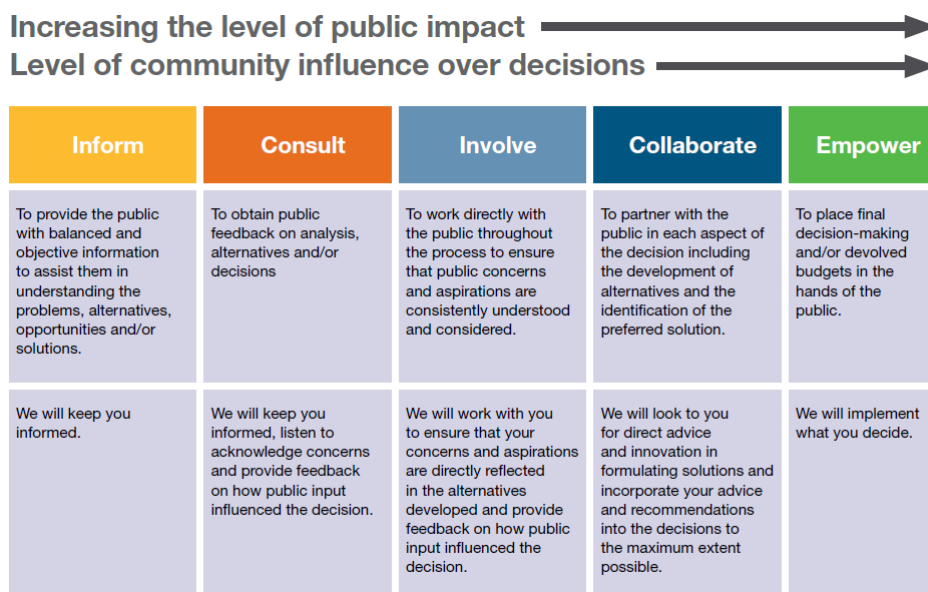 Increasing the level of public impact
Level of community influence over decisions
Inform
Consult
Involve
Collaborate
Empower
To provide the public
with balanced and
objective information
to assist them in
understanding the
problems, alternatives,
opportunities and/or
solutions.
To obtain public
feedback on analysis,
alternatives and/or
decisions
To work directly with
the public throughout
the process to ensure
that public concerns
and aspirations are
consistently understood
and considered.
To partner with the
public in each aspect of
the decision including
the development of
alternatives and the
identification of the
preferred solution.
To place final
decision-making
and/or devolved
budgets in the
hands of the
public.
We will keep you
informed.
We will keep you
informed, listen to
acknowledge concerns
and provide feedback
on how public input
influenced the decision.
We will work with you
to ensure that your
concerns and aspirations
are directly reflected
in the alternatives
developed and provide
feedback on how public
input influenced the
decision.
We will look to you
for direct advice
and innovation in
formulating solutions and
incorporate your advice
and recommendations
into the decisions to
the maximum extent
possible.
We will implement
what you decide.